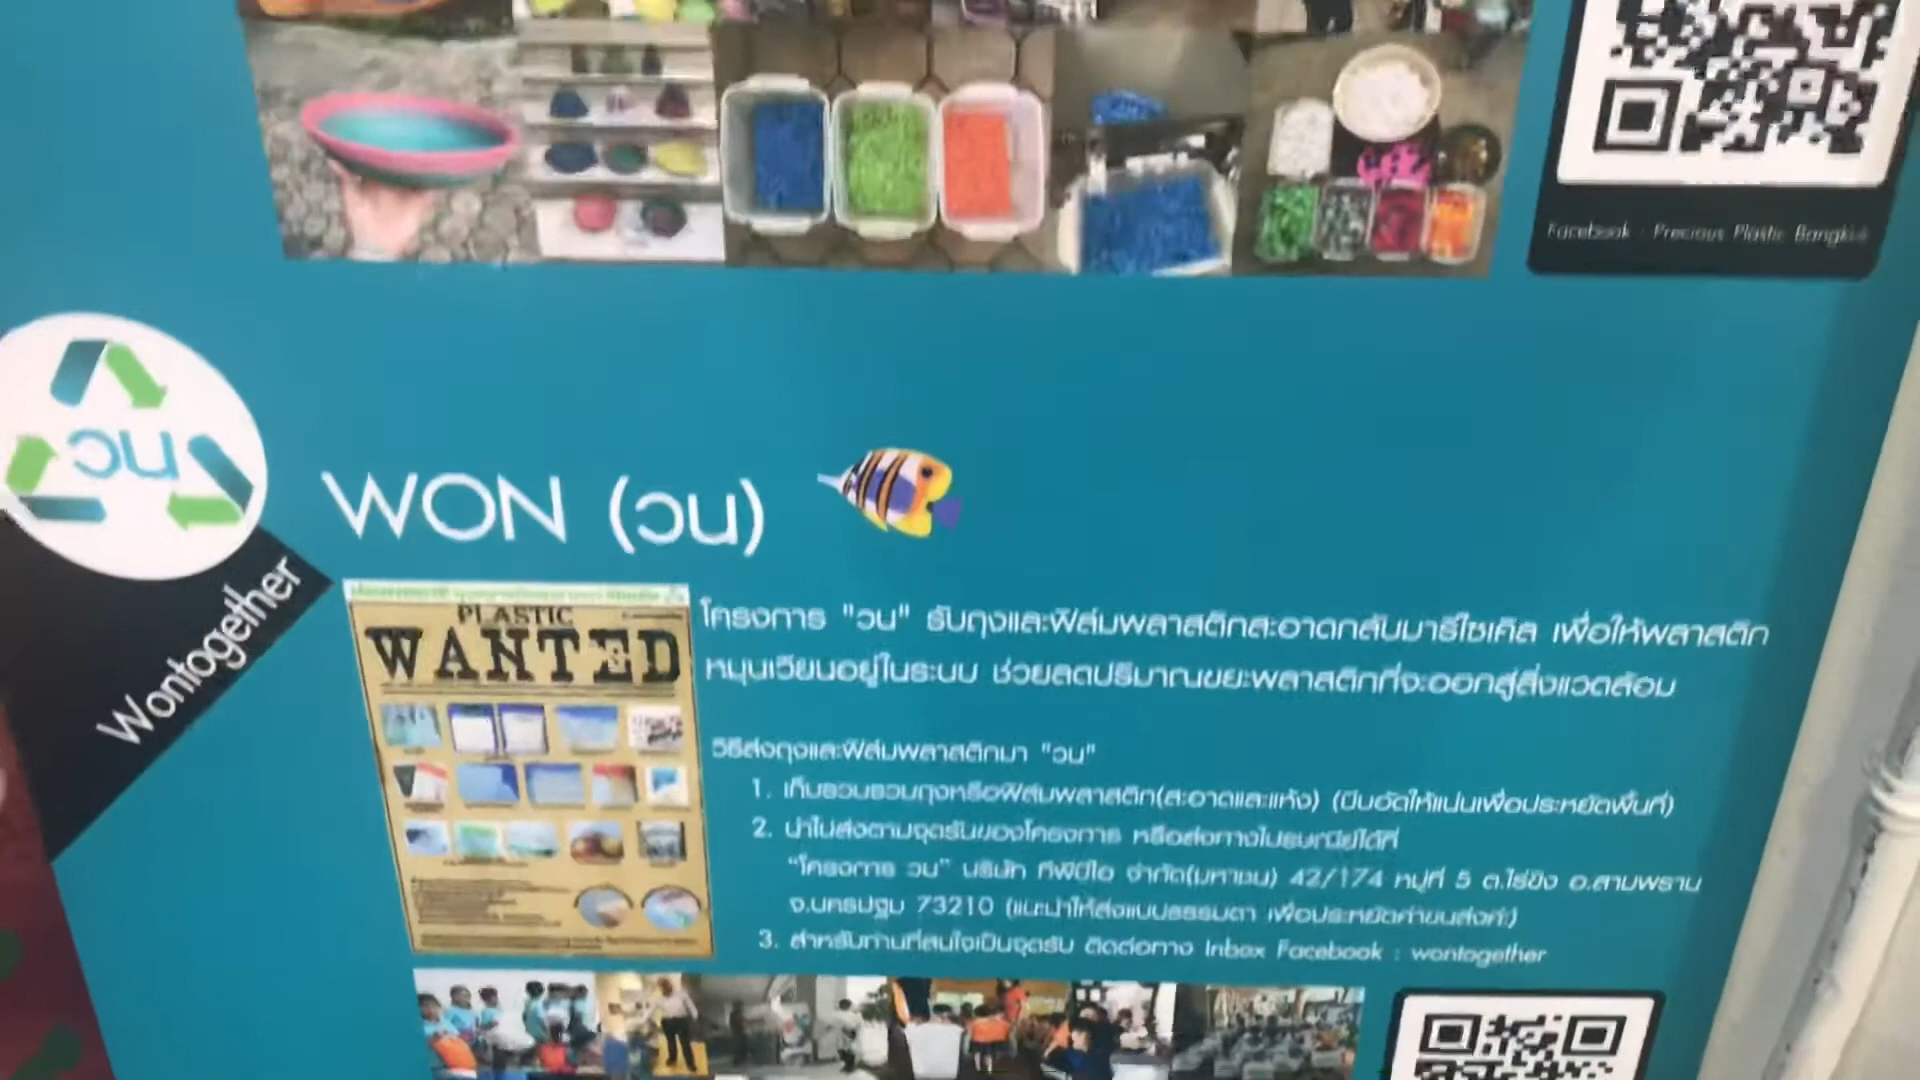 Facebook : Precious Plastic Bangkok
วน
WON (วน)
Wontogether
PLASTIC
WANTED
โครงการ "วน" รับถุงและฟิล์มพลาสติกสะอาดกลับมารีไซเคิล เพื่อให้พลาสติก
หมุนเวียนอยู่ในระบบ ช่วยลดปริมาณขยะพลาสติกที่จะออกสู่สิ่งแวดล้อม
วิธีส่งถุงและฟิล์มพลาสติกมา "วน"
1. เก็บรวบรวมถุงหรือฟิล์มพลาสติก(สะอาดและแห้ง) (บีบอัดให้แน่นเพื่อประหยัดพื้นที่)
2. นำไปส่งตามจุดรับของโครงการ หรือส่งทางไปรษณีย์ได้ที่
"โครงการ วน" บริษัท ทีพีบีไอ จำกัด(มหาชน) 42/174 หมู่ที่ 5 ต.ไร่ขิง อ.สามพราน
จ.นครปฐม 73210 (แนะนำให้ส่งแบบธรรมดา เพื่อประหยัดค่าขนส่งค่ะ)
3. สำหรับท่านที่สนใจเป็นจุดรับ ติดต่อทาง Inbox Facebook : wontogether